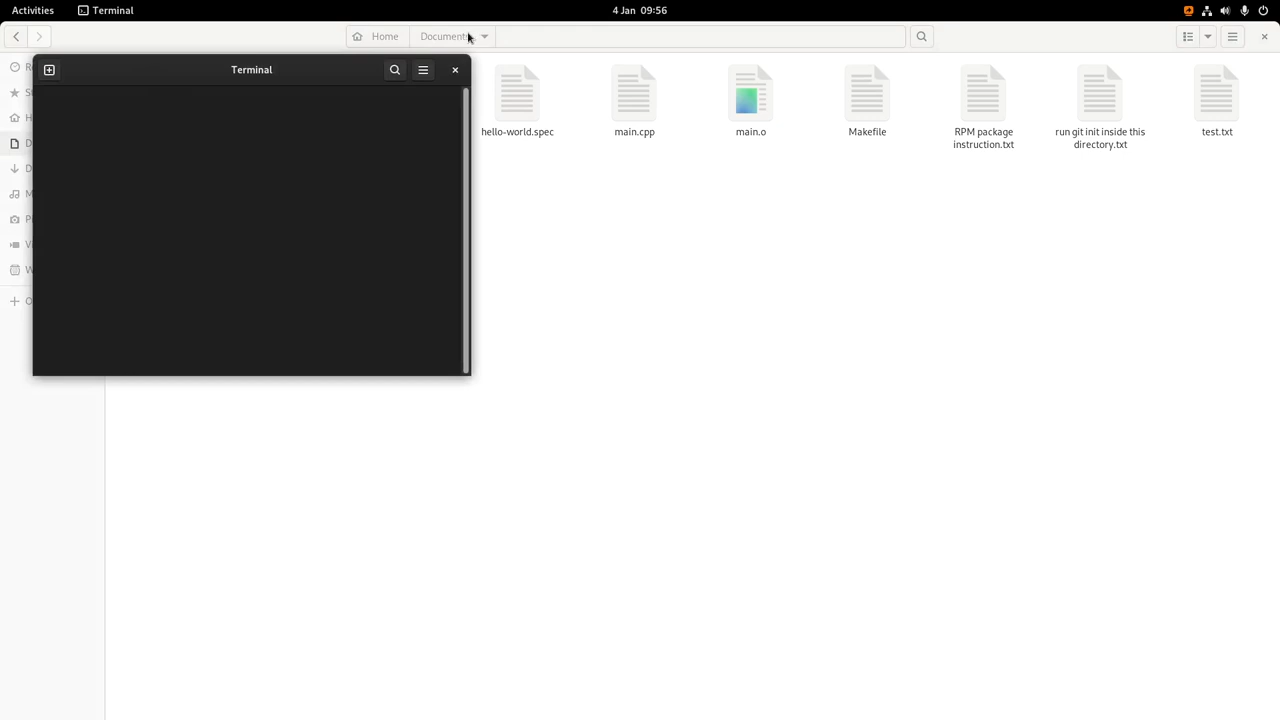 Activities
Terminal
4 Jan 09:56
Home
Documents
Terminal
hello-world.spec
main.cpp
main.o
Makefile
RPM package
instruction.txt
run git init inside this
directory.txt
test.txt